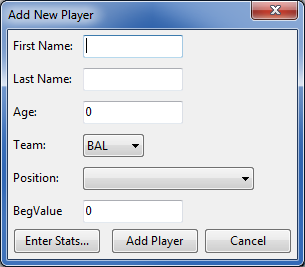 Add New Player
First Name:
Last Name:
Age: 0
Team: BAL
Position:
BegValue 0
Enter Stats... Add Player Cancel